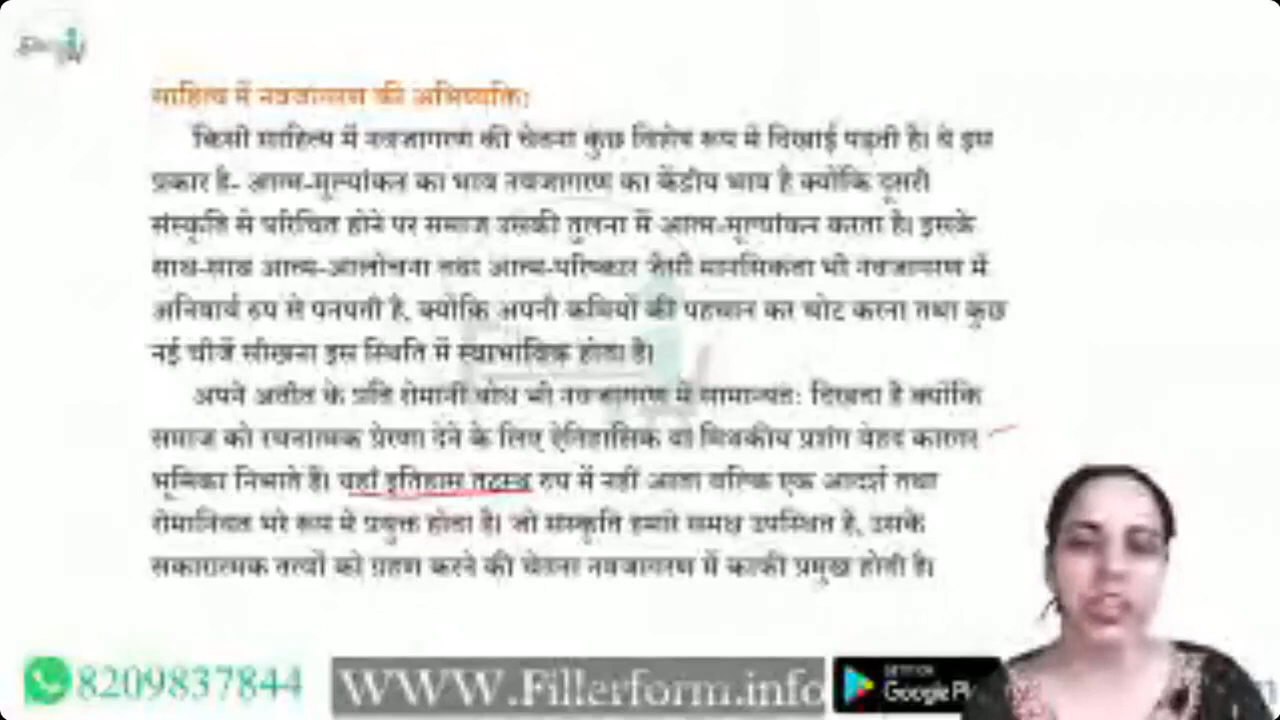 साहित्य में नवजागरण की अभिव्यक्ति:
किसी साहित्य में नवजागरण की चेतना कुछ विशेष रूप में दिखाई पड़ती है। ये इस
प्रकार है- आत्म-मूल्यांकन का भाव नवजागरण का केंद्रीय भाव है क्योंकि दूसरी
संस्कृति से परिचित होने पर समाज उसकी तुलना में आत्म-मूल्यांकन करता है। इसके
साथ-साथ आत्म-आलोचना तथा आत्म-परिष्कार जैसी मानसिकता भी नवजागरण में
अनिवार्य रुप से पनपती है, क्योंकि अपनी कमियों की पहचान कर चोट करना तथा कुछ
नई चीजें सीखना इस स्थिति में स्वाभाविक होता है।
अपने अतीत के प्रति रोमानी बोध भी नवजागरण में सामान्यत: दिखता है क्योंकि
समाज को रचनात्मक प्रेरणा देने के लिए ऐतिहासिक वा मिथकीय प्रसंग बेहद कारगर
भूमिका निभाते हैं। यहां इतिहास तटस्थ रुप में नहीं आता बल्कि एक आदर्श तथा
रोमानियत भरे रूप में प्रयुक्त होता है। जो संस्कृति हमारे समक्ष उपस्थित है, उसके
सकारात्मक तत्वों को ग्रहण करने की चेतना नवजागरण में काफी प्रमुख होती है।
8209837844 WWW.Fillerform.info GET IT ON Google Pl